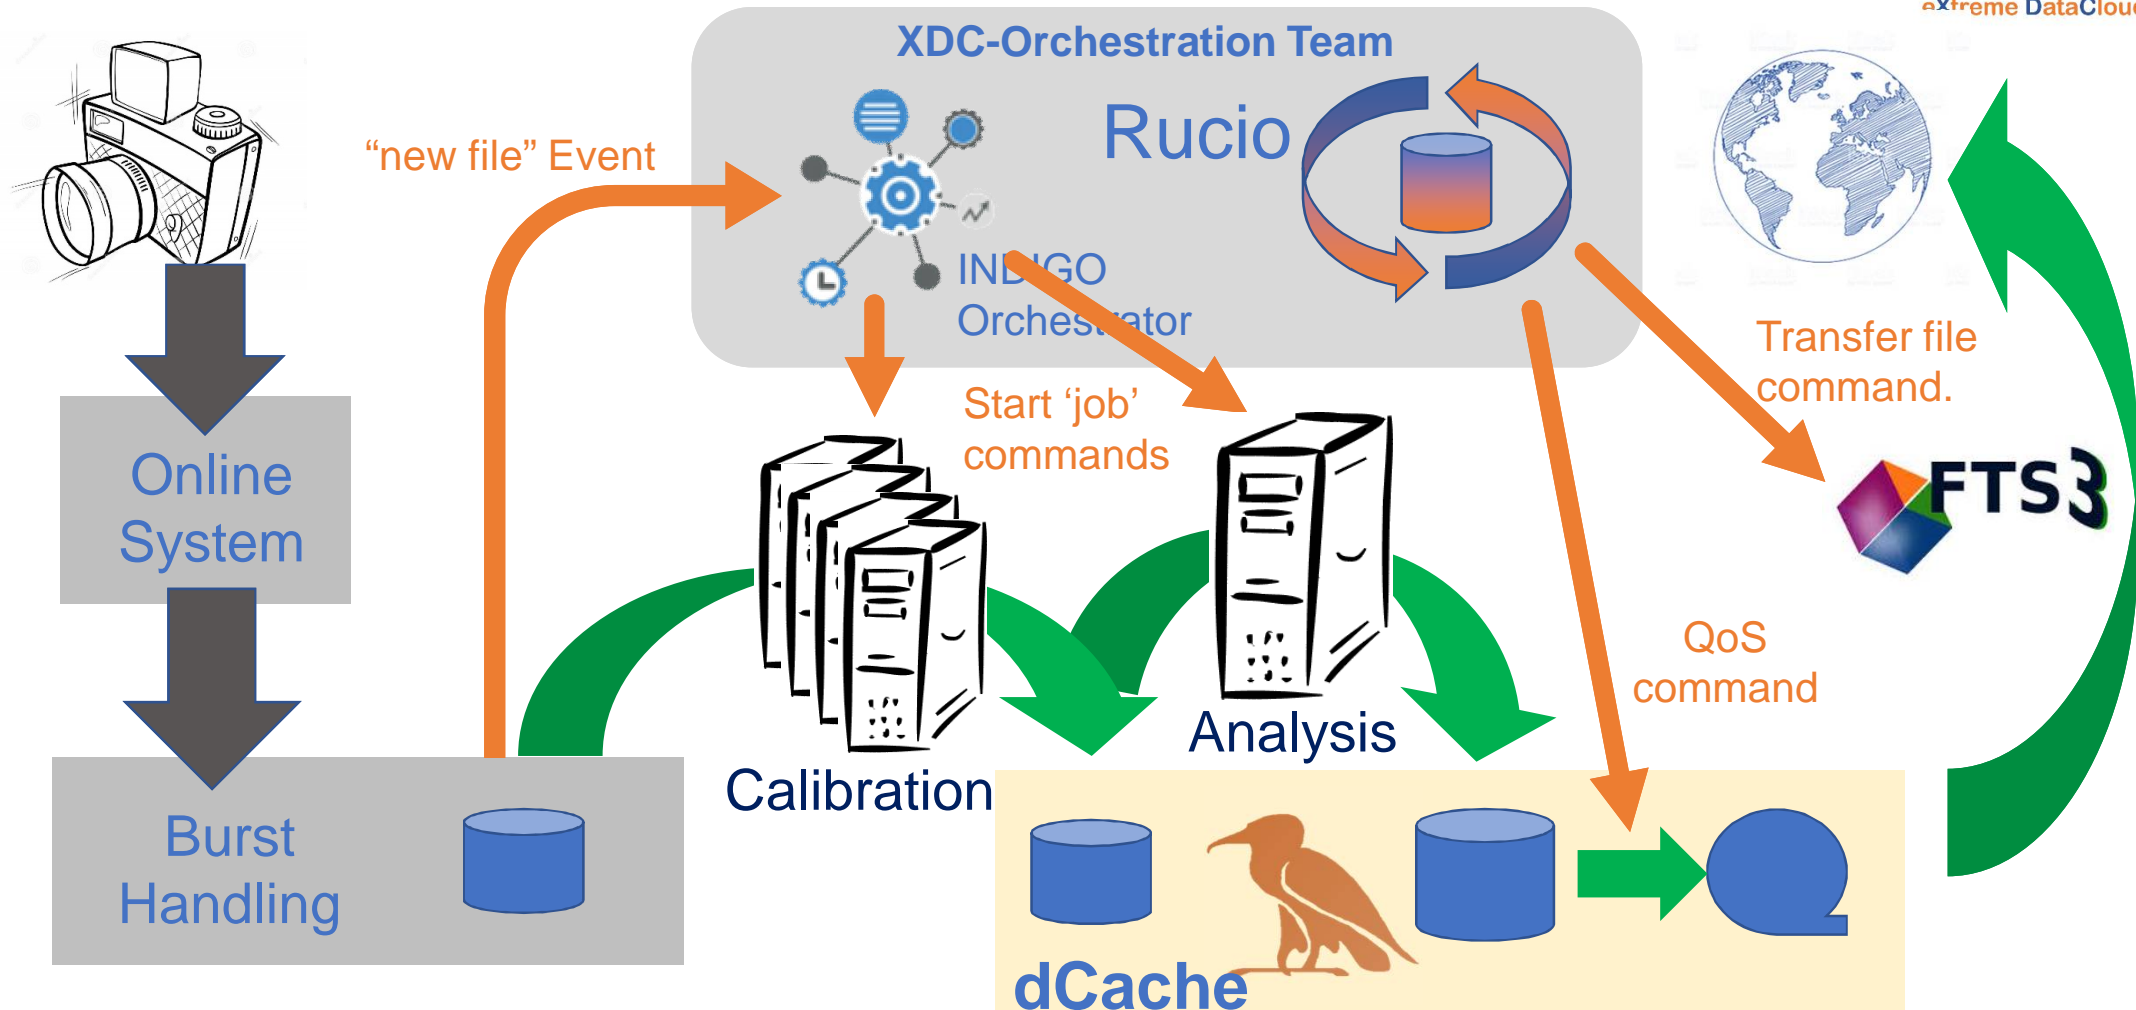 eXtreme DataCloud
XDC-Orchestration Team
Rucio
“new file” Event
INDIGO
Orchestrator
Transfer file
command.
Start ‘job’
commands
Online
System
FTS3
QoS
command
Analysis
Calibration
Burst
Handling
dCache